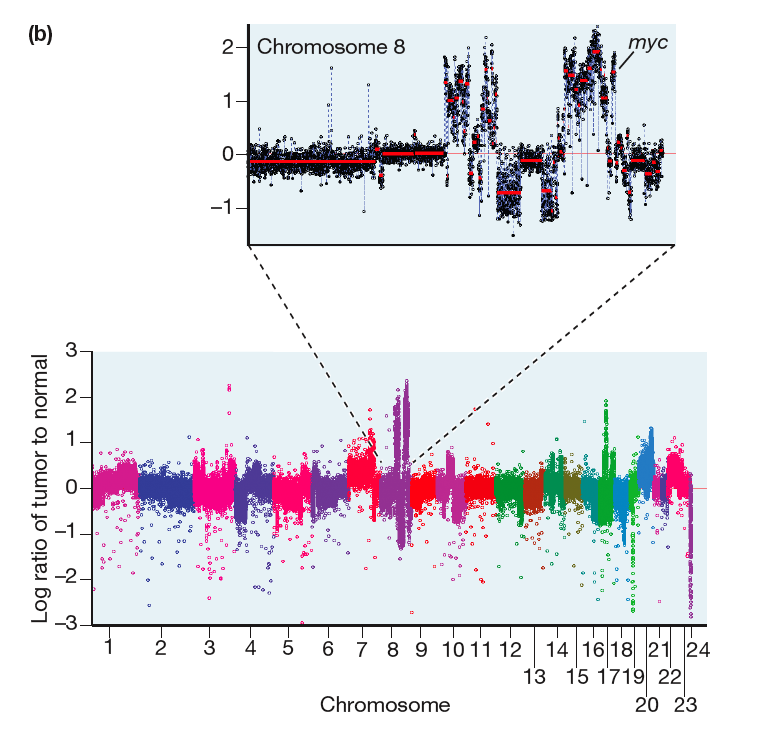 (b)
Chromosome 8
myc
2
1
0
−1
3
2
1
0
−1
−2
−3
Log ratio of tumor to normal
1 2 3 4 5 6 7 8 9 10 11 12 14 16 18 21 24
13 15 17 19 22
20 23
Chromosome